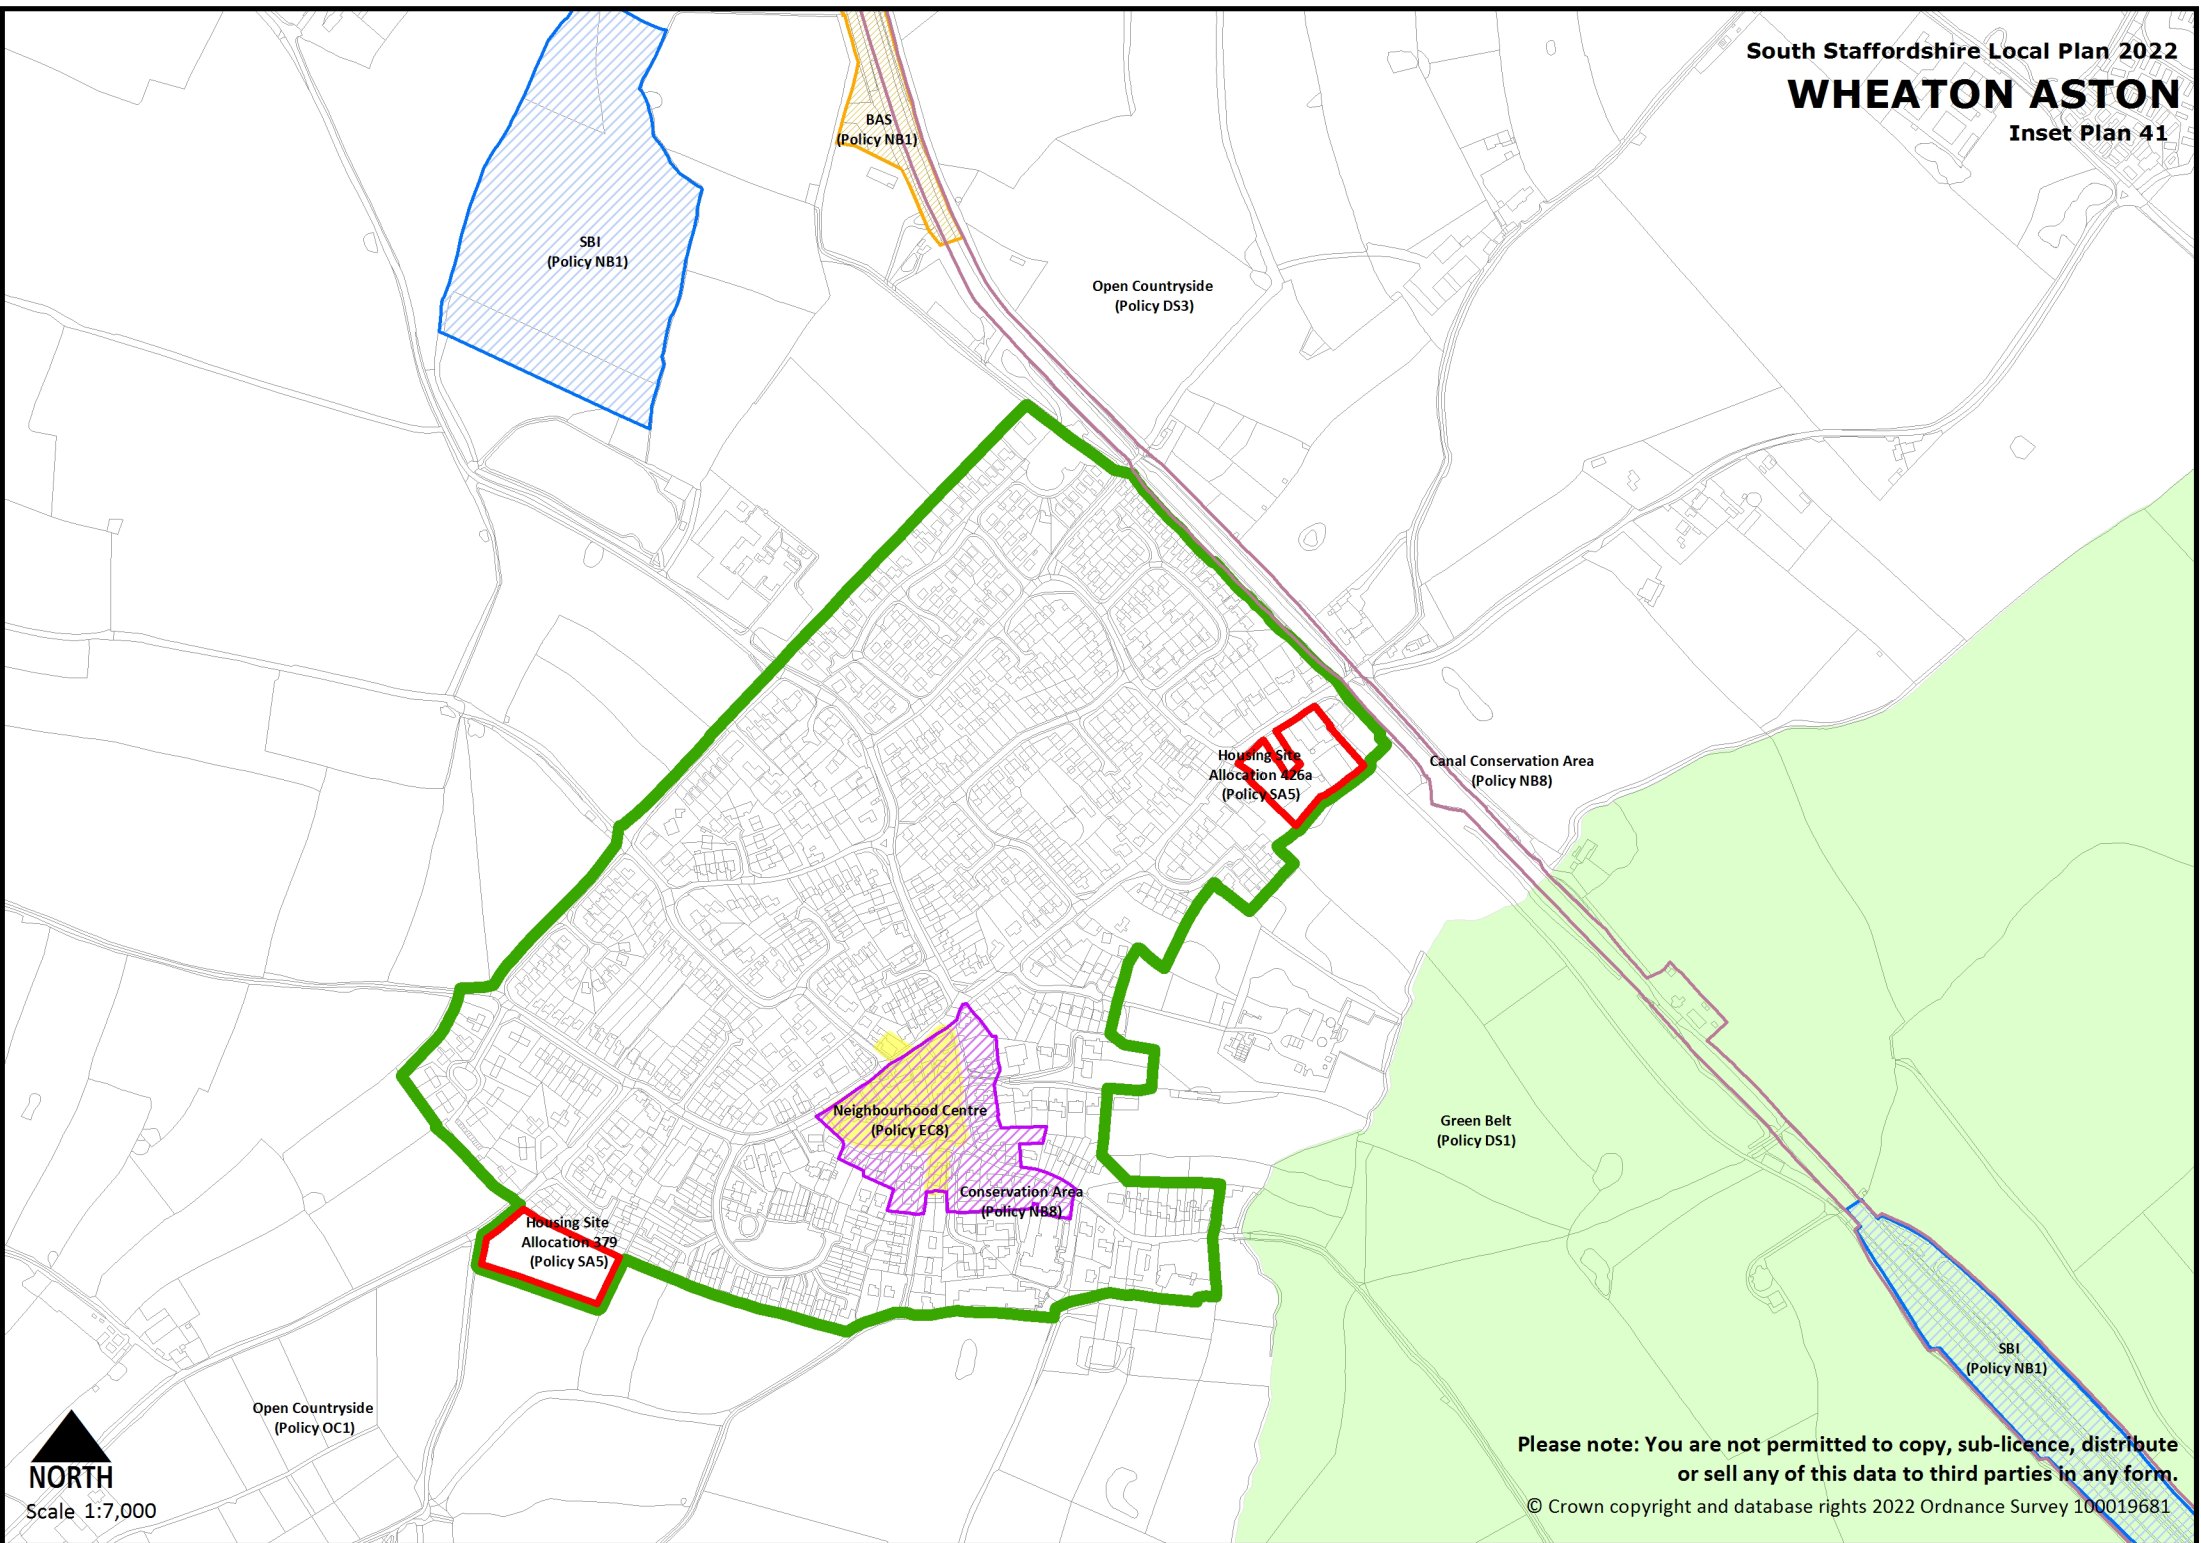 South Staffordshire Local Plan 2022
WHEATON ASTON
Inset Plan 41
BAS
(Policy NB1)
SBI
(Policy NB1)
Open Countryside
(Policy DS3)
Housing Site
Allocation 426a
(Policy SA5)
Canal Conservation Area
(Policy NB8)
Neighbourhood Centre
(Policy EC8)
Green Belt
(Policy DS1)
Conservation Area
(Policy NB8)
Housing Site
Allocation 379
(Policy SA5)
SBI
(Policy NB1)
Open Countryside
(Policy OC1)
NORTH
Scale 1:7,000
Please note: You are not permitted to copy, sub-licence, distribute
or sell any of this data to third parties in any form.
© Crown copyright and database rights 2022 Ordnance Survey 100019681